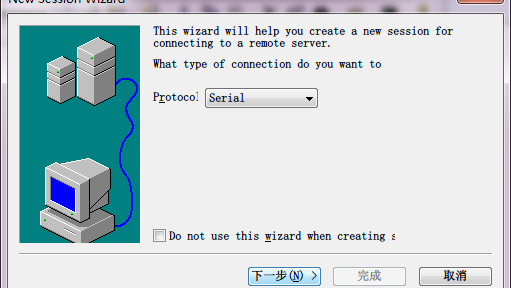 New Session Wizard
This wizard will help you create a new session for
connecting to a remote server.
What type of connection do you want to
Protocol
Serial
Do not use this wizard when creating s
下一步(N) >
完成
取消